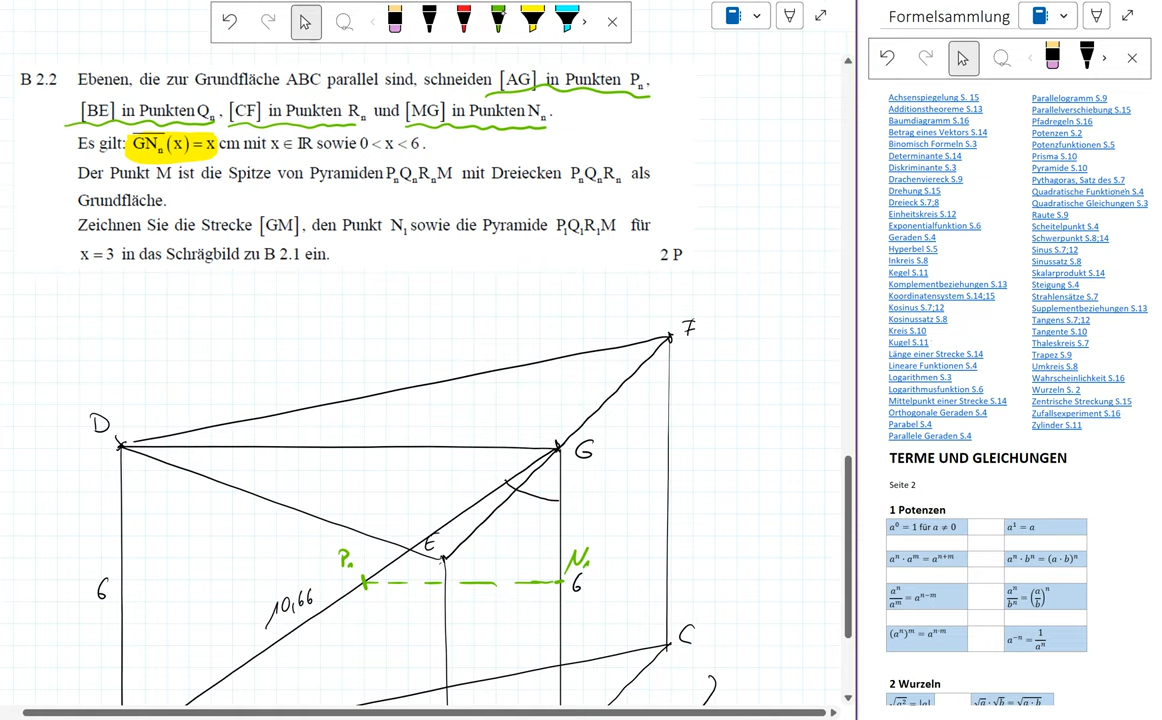 Formelsammlung
B 2.2 Ebenen, die zur Grundfläche ABC parallel sind, schneiden [AG] in Punkten Pn,
[BE] in Punkten Qn, [CF] in Punkten Rn und [MG] in Punkten Nn.
Es gilt: GNn(x) = x cm mit x ∈ ℝ sowie 0 < x < 6.
Der Punkt M ist die Spitze von Pyramiden PnQnRnM mit Dreiecken PnQnRn als
Grundfläche.
Zeichnen Sie die Strecke [GM], den Punkt N1 sowie die Pyramide P1Q1R1M für
x = 3 in das Schrägbild zu B 2.1 ein. 2 P
F
D
G
E
P1
N1
6
6
10,66
C
Achsenspiegelung S. 15
Additionstheoreme S.13
Baumdiagramm S.16
Betrag eines Vektors S.14
Binomisch Formeln S.3
Determinante S.14
Diskriminante S.3
Drachenviereck S.9
Drehung S.15
Dreieck S.7;8
Einheitskreis S.12
Exponentialfunktion S.6
Geraden S.4
Hyperbel S.5
Inkreis S.8
Kegel S.11
Komplementbeziehungen S.13
Koordinatensystem S.14;15
Kosinus S.7;12
Kosinussatz S.8
Kreis S.10
Kugel S.11
Länge einer Strecke S.14
Lineare Funktionen S.4
Logarithmen S.3
Logarithmusfunktion S.6
Mittelpunkt einer Strecke S.14
Orthogonale Geraden S.4
Parabel S.4
Parallele Geraden S.4
Parallelogramm S.9
Parallelverschiebung S.15
Pfadregeln S.16
Potenzen S.2
Potenzfunktionen S.5
Prisma S.10
Pyramide S.10
Pythagoras, Satz des S.7
Quadratische Funktionen S.4
Quadratische Gleichungen S.3
Raute S.9
Scheitelpunkt S.4
Schwerpunkt S.8;14
Sinus S.7;12
Sinussatz S.8
Skalarprodukt S.14
Steigung S.4
Strahlensätze S.7
Supplementbeziehungen S.13
Tangens S.7;12
Tangente S.10
Thaleskreis S.7
Trapez S.9
Umkreis S.8
Wahrscheinlichkeit S.16
Wurzeln S. 2
Zentrische Streckung S.15
Zufallsexperiment S.16
Zylinder S.11
TERME UND GLEICHUNGEN
Seite 2
1 Potenzen
a⁰ = 1 für a ≠ 0 a¹ = a
aⁿ · aᵐ = aⁿ⁺ᵐ aⁿ · bⁿ = (a · b)ⁿ
aⁿ/aᵐ = aⁿ⁻ᵐ aⁿ/bⁿ = (a/b)ⁿ
(aⁿ)ᵐ = aⁿ·ᵐ a⁻ⁿ = 1/aⁿ
2 Wurzeln
√a² = |a| √a · √b = √a · b